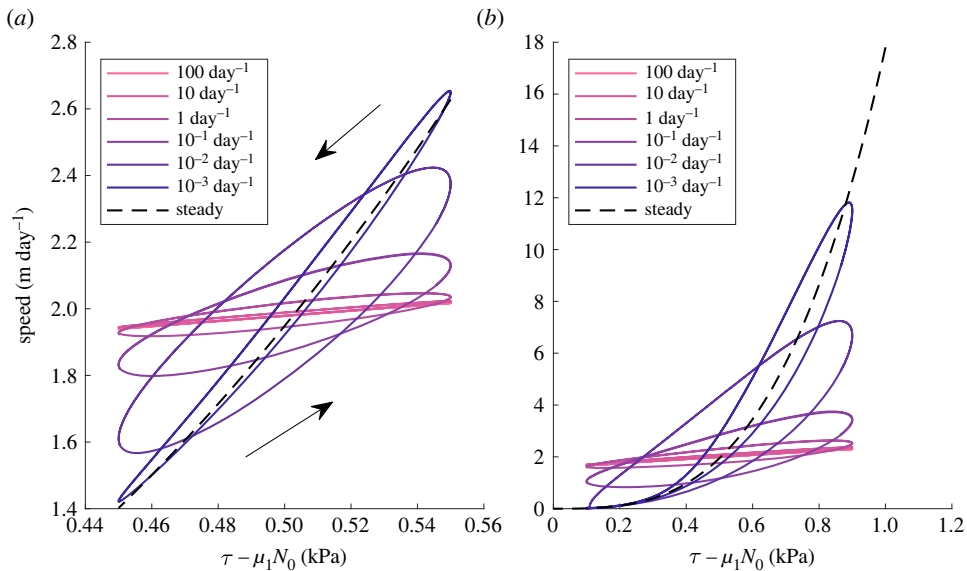 (a)
2.8
2.6
2.4
2.2
2.0
1.8
1.6
1.4
speed (m day⁻¹)
100 day⁻¹
10 day⁻¹
1 day⁻¹
10⁻¹ day⁻¹
10⁻² day⁻¹
10⁻³ day⁻¹
steady
0.44 0.46 0.48 0.50 0.52 0.54 0.56
τ – μ₁N₀ (kPa)
(b)
18
16
14
12
10
8
6
4
2
0
100 day⁻¹
10 day⁻¹
1 day⁻¹
10⁻¹ day⁻¹
10⁻² day⁻¹
10⁻³ day⁻¹
steady
0 0.2 0.4 0.6 0.8 1.0 1.2
τ – μ₁N₀ (kPa)